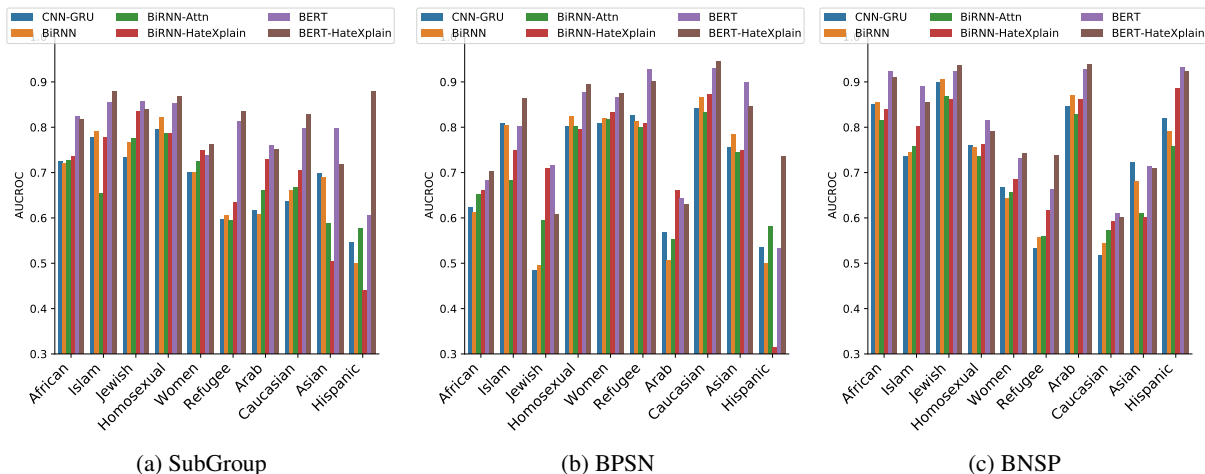 CNN-GRU BiRNN-Attn BERT
BiRNN BiRNN-HateXplain BERT-HateXplain
0.9
0.8
0.7
0.6
0.5
0.4
0.3
AUCROC
African Islam Jewish Homosexual Women Refugee Arab Caucasian Asian Hispanic
(a) SubGroup
CNN-GRU BiRNN-Attn BERT
BiRNN BiRNN-HateXplain BERT-HateXplain
0.9
0.8
0.7
0.6
0.5
0.4
0.3
AUCROC
African Islam Jewish Homosexual Women Refugee Arab Caucasian Asian Hispanic
(b) BPSN
CNN-GRU BiRNN-Attn BERT
BiRNN BiRNN-HateXplain BERT-HateXplain
0.9
0.8
0.7
0.6
0.5
0.4
0.3
AUCROC
African Islam Jewish Homosexual Women Refugee Arab Caucasian Asian Hispanic
(c) BNSP